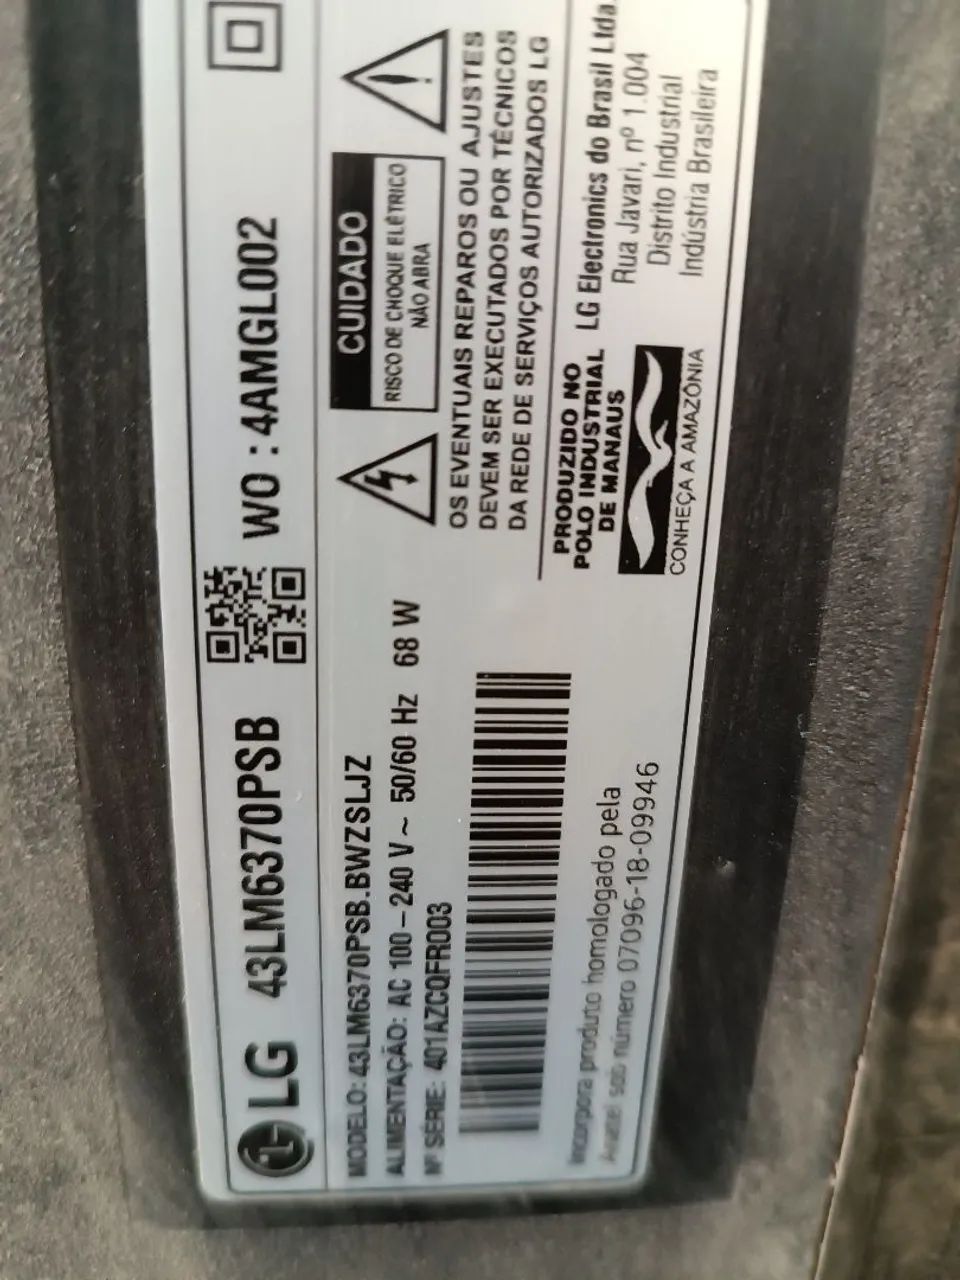 LG 43LM6370PSB WO : 4AMGL002
MODELO: 43LM6370PSB.BWZSLJZ
ALIMENTAÇÃO: AC 100-240 V ~ 50/60 Hz 68 W
Nº SÉRIE: 401AZCQFR003
Incorpora produto homologado pela
Anatel sob número 07096-18-09946
CUIDADO
RISCO DE CHOQUE ELÉTRICO
NÃO ABRA
OS EVENTUAIS REPAROS OU AJUSTES
DEVEM SER EXECUTADOS POR TÉCNICOS
DA REDE DE SERVIÇOS AUTORIZADOS LG
PRODUZIDO NO
POLO INDUSTRIAL
DE MANAUS
CONHEÇA A AMAZÔNIA
LG Electronics do Brasil Ltda.
Rua Javari, nº 1.004
Distrito Industrial
Indústria Brasileira